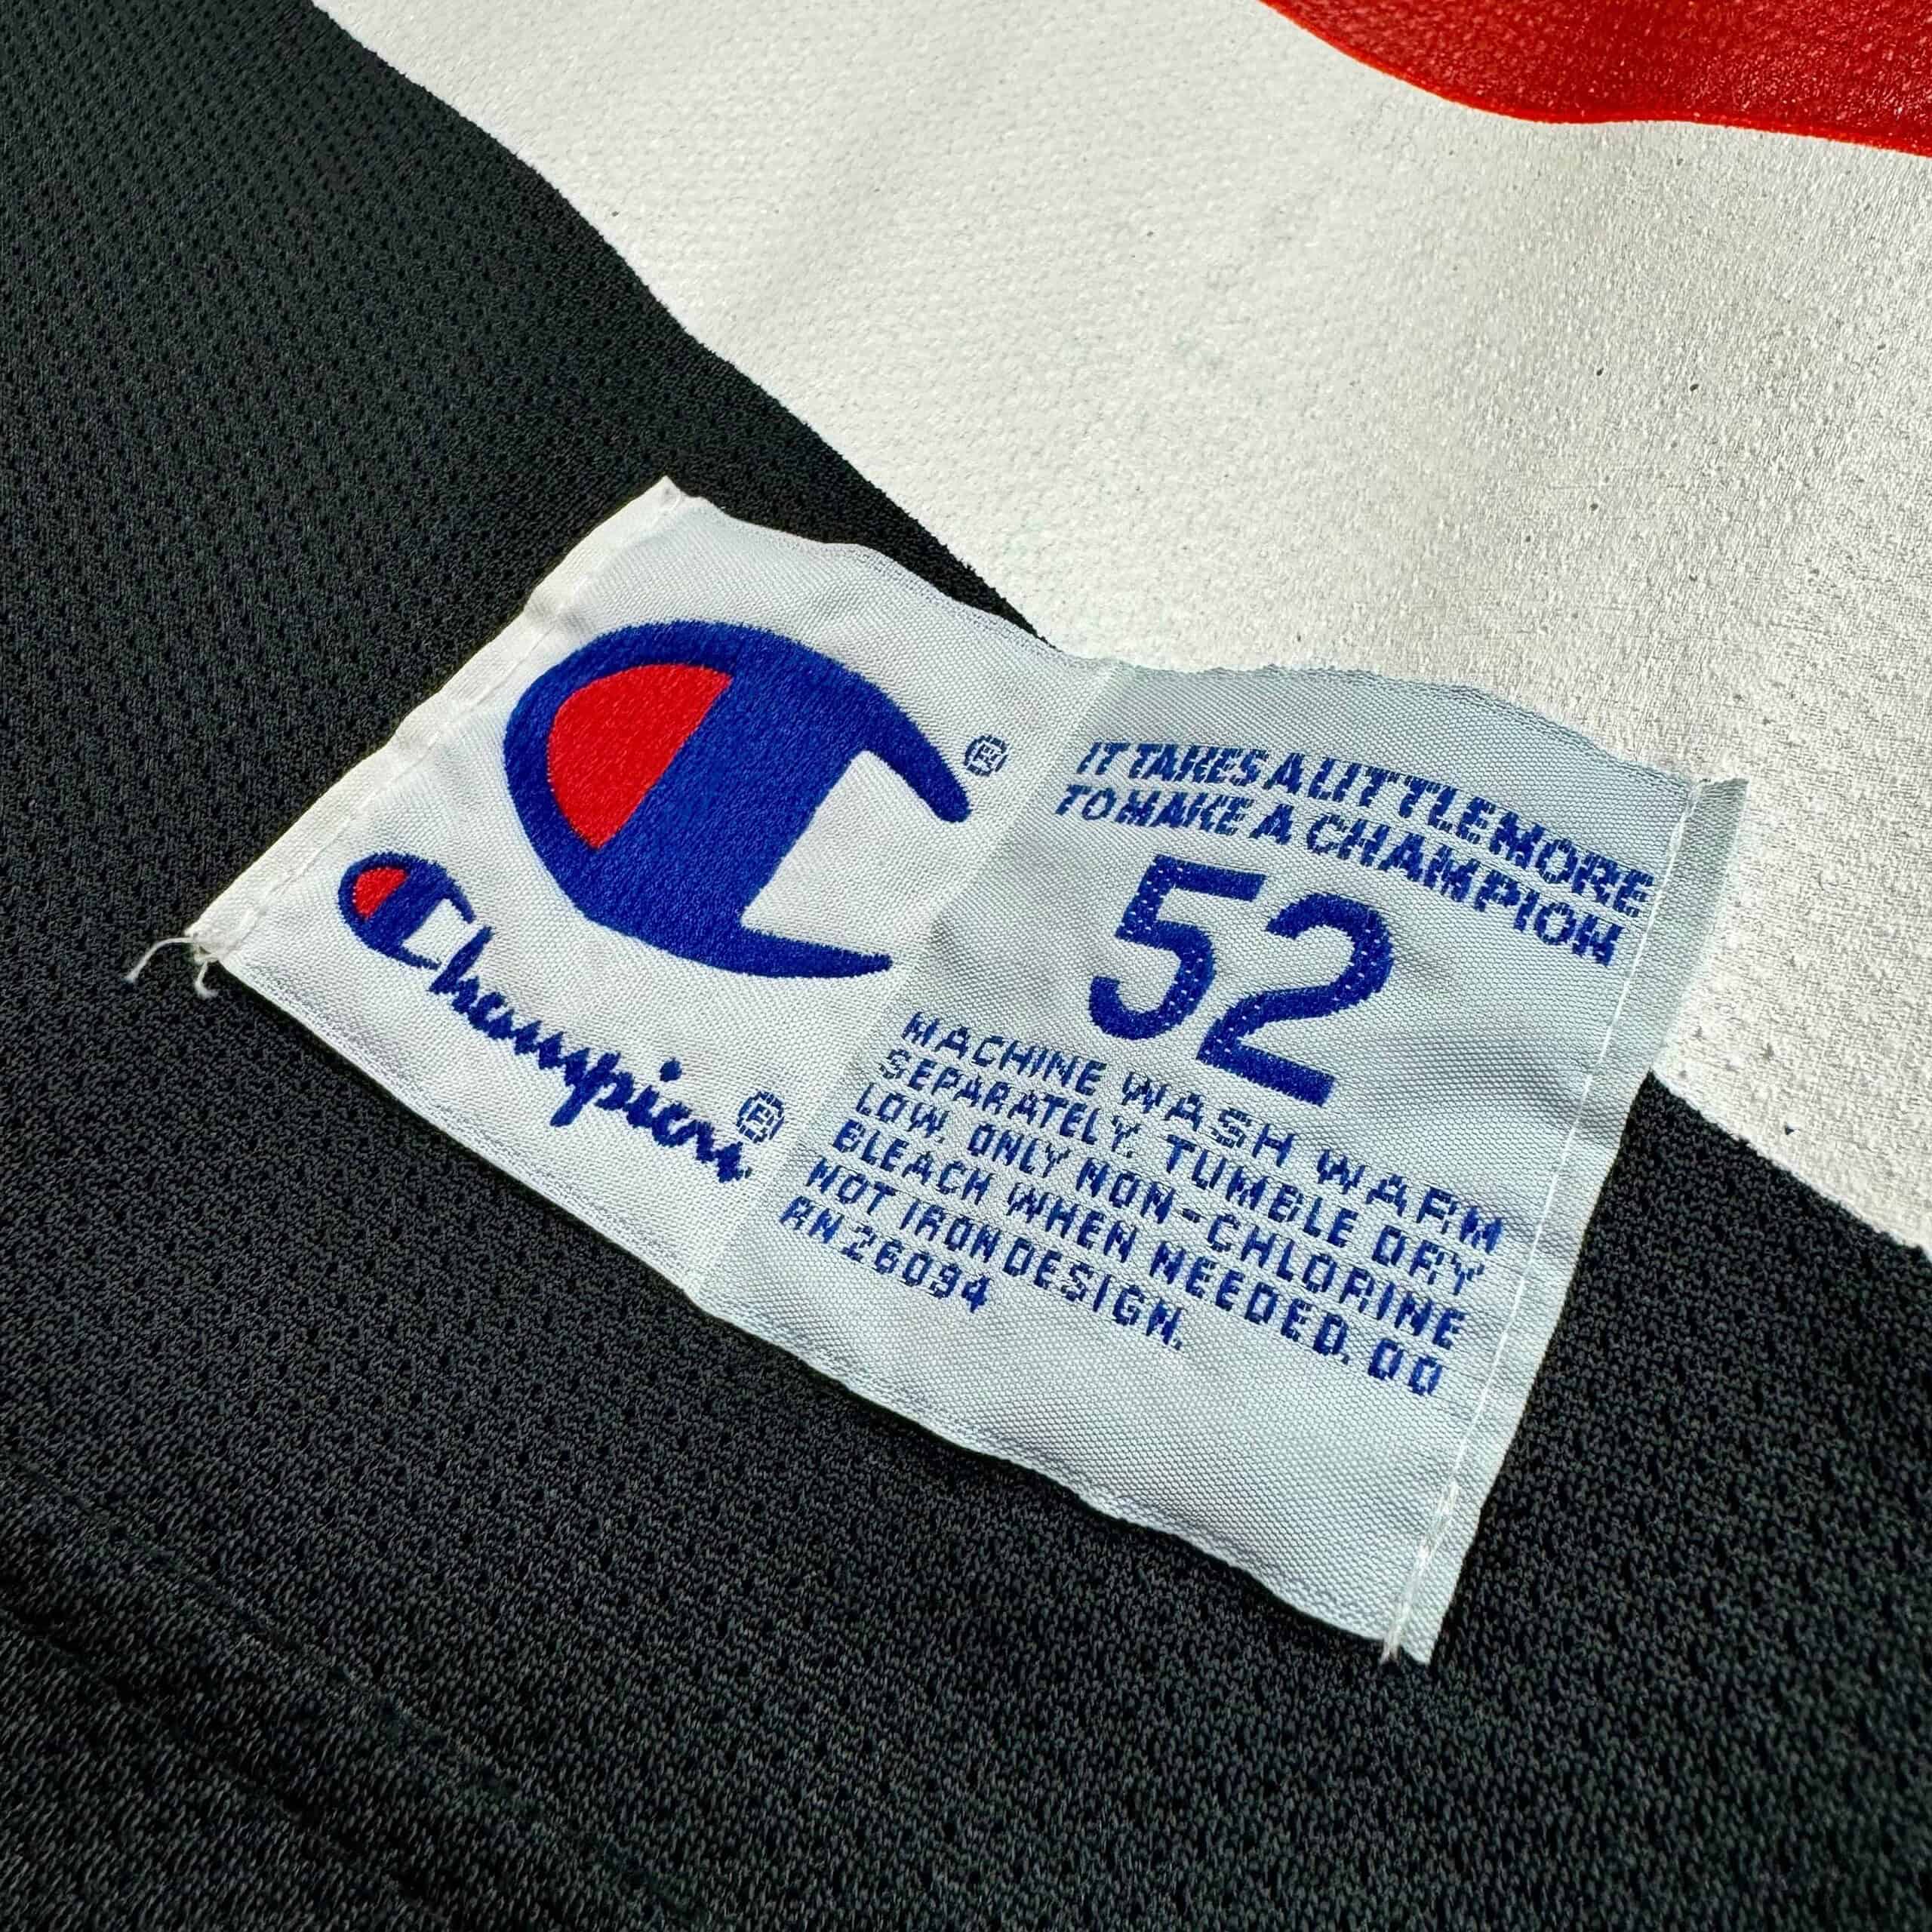 Champion
IT TAKES A LITTLE MORE
TO MAKE A CHAMPION
52
MACHINE WASH WARM
SEPARATELY. TUMBLE DRY
LOW. ONLY NON-CHLORINE
BLEACH WHEN NEEDED. DO
NOT IRON DESIGN.
RN 26094